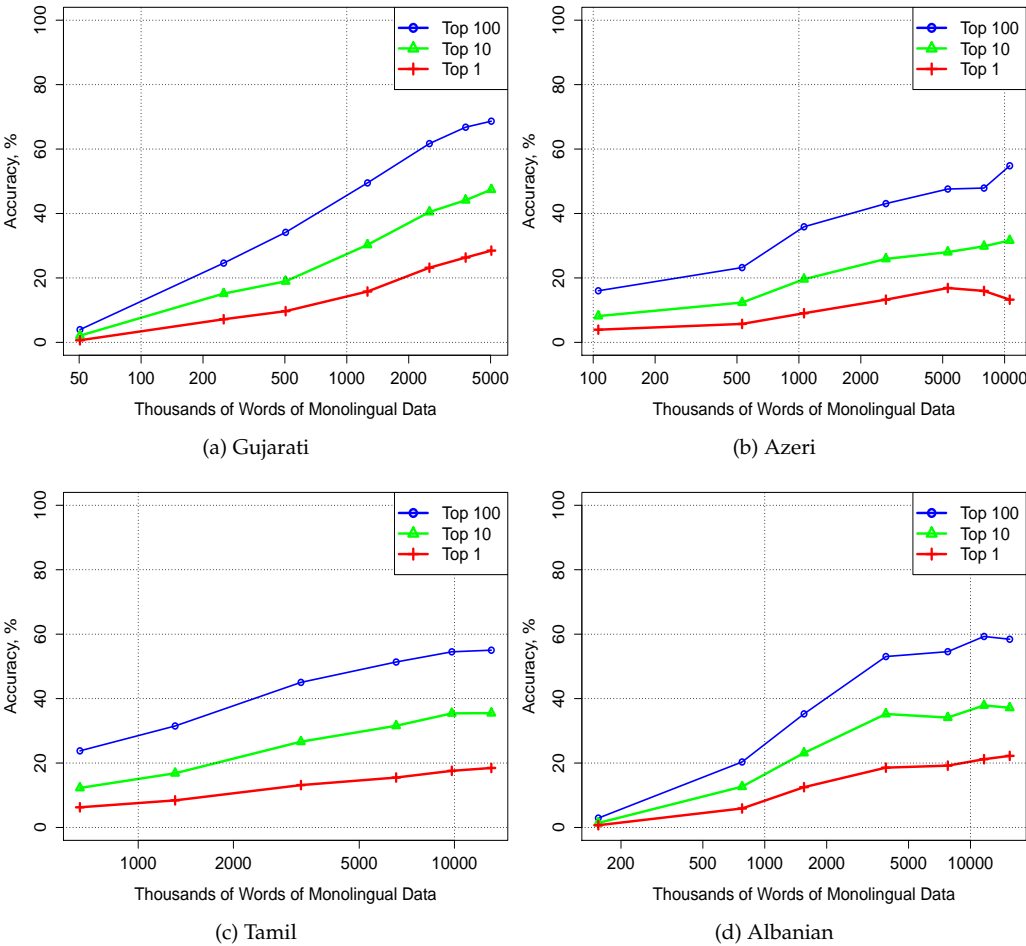 Top 100
Top 10
Top 1
Accuracy, %
0 20 40 60 80 100
50 100 200 500 1000 2000 5000
Thousands of Words of Monolingual Data
(a) Gujarati
Top 100
Top 10
Top 1
Accuracy, %
0 20 40 60 80 100
100 200 500 1000 2000 5000 10000
Thousands of Words of Monolingual Data
(b) Azeri
Top 100
Top 10
Top 1
Accuracy, %
0 20 40 60 80 100
1000 2000 5000 10000
Thousands of Words of Monolingual Data
(c) Tamil
Top 100
Top 10
Top 1
Accuracy, %
0 20 40 60 80 100
200 500 1000 2000 5000 10000
Thousands of Words of Monolingual Data
(d) Albanian